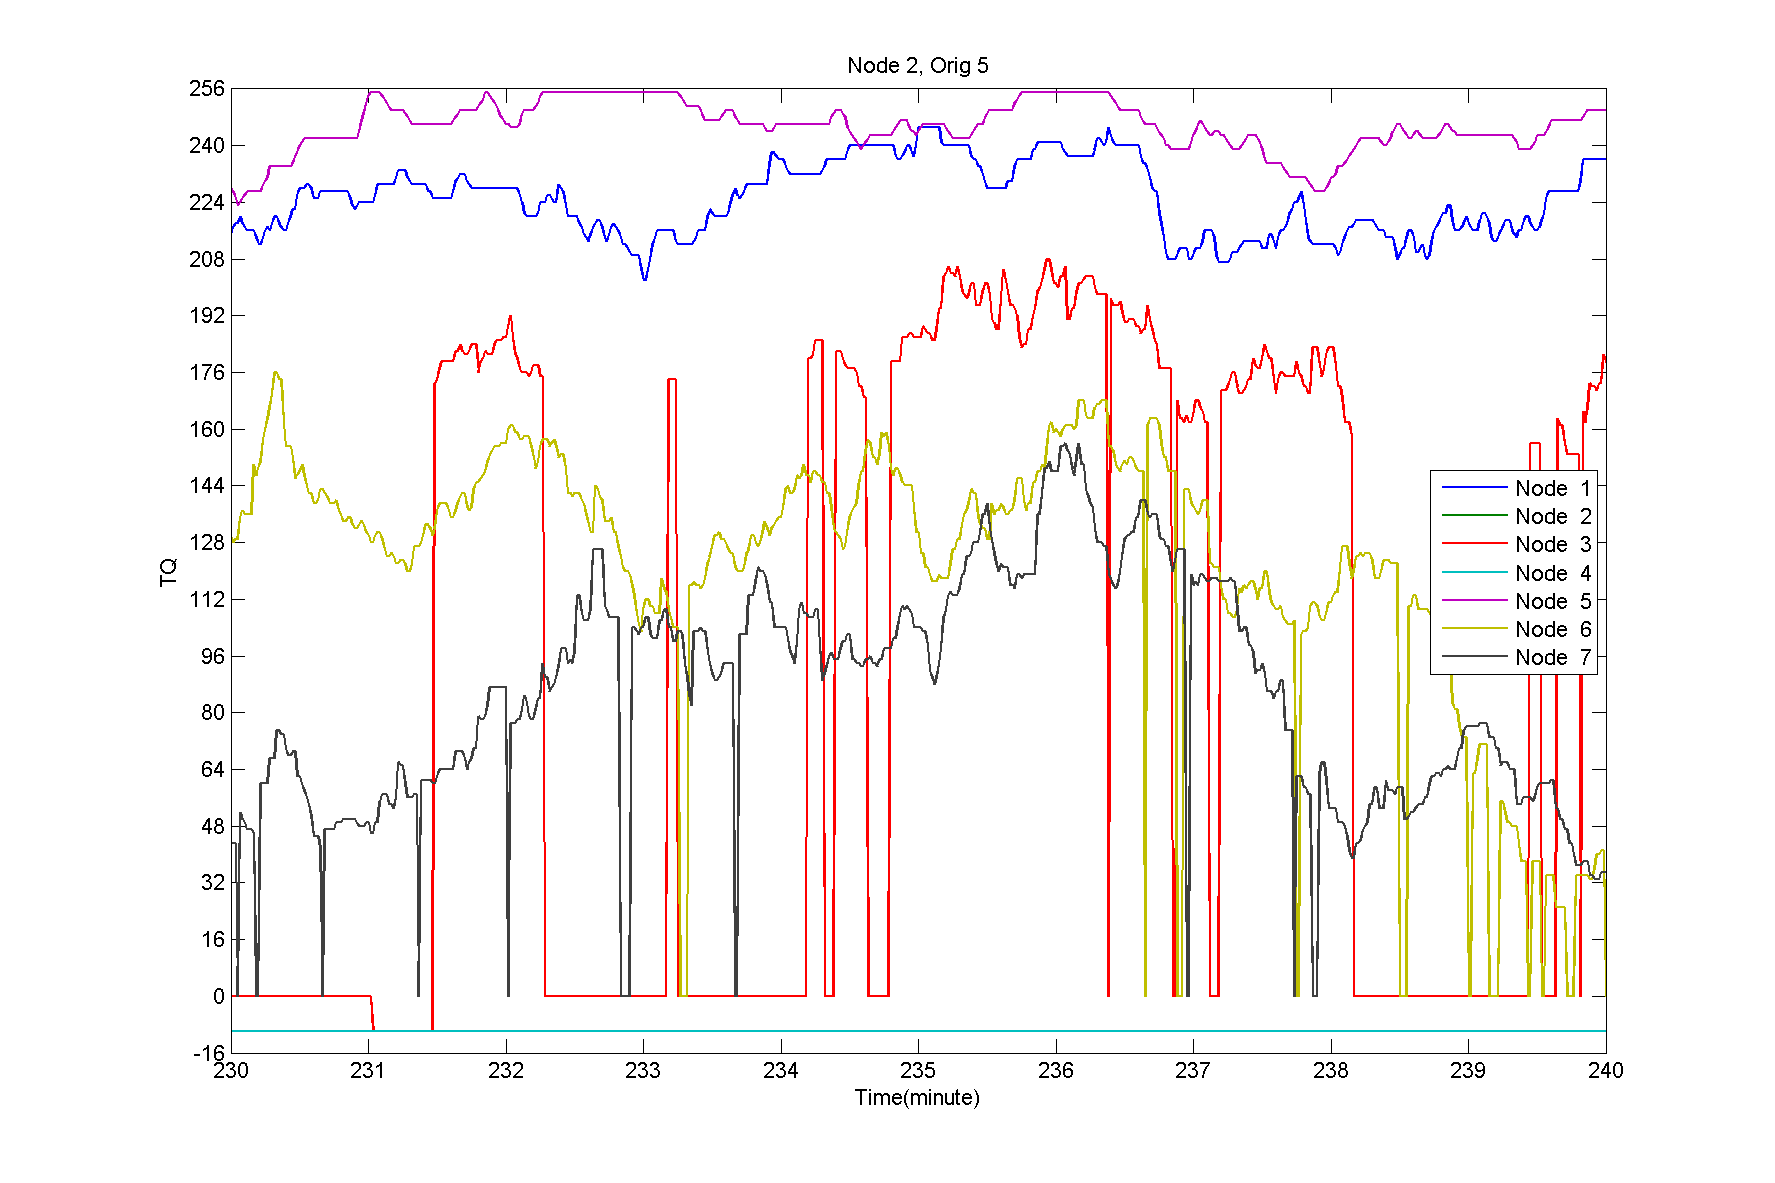 Node 2, Orig 5
256
240
224
208
192
176
160
144
128
112
96
80
64
48
32
16
0
-16
TQ
230 231 232 233 234 235 236 237 238 239 240
Time(minute)
Node 1
Node 2
Node 3
Node 4
Node 5
Node 6
Node 7